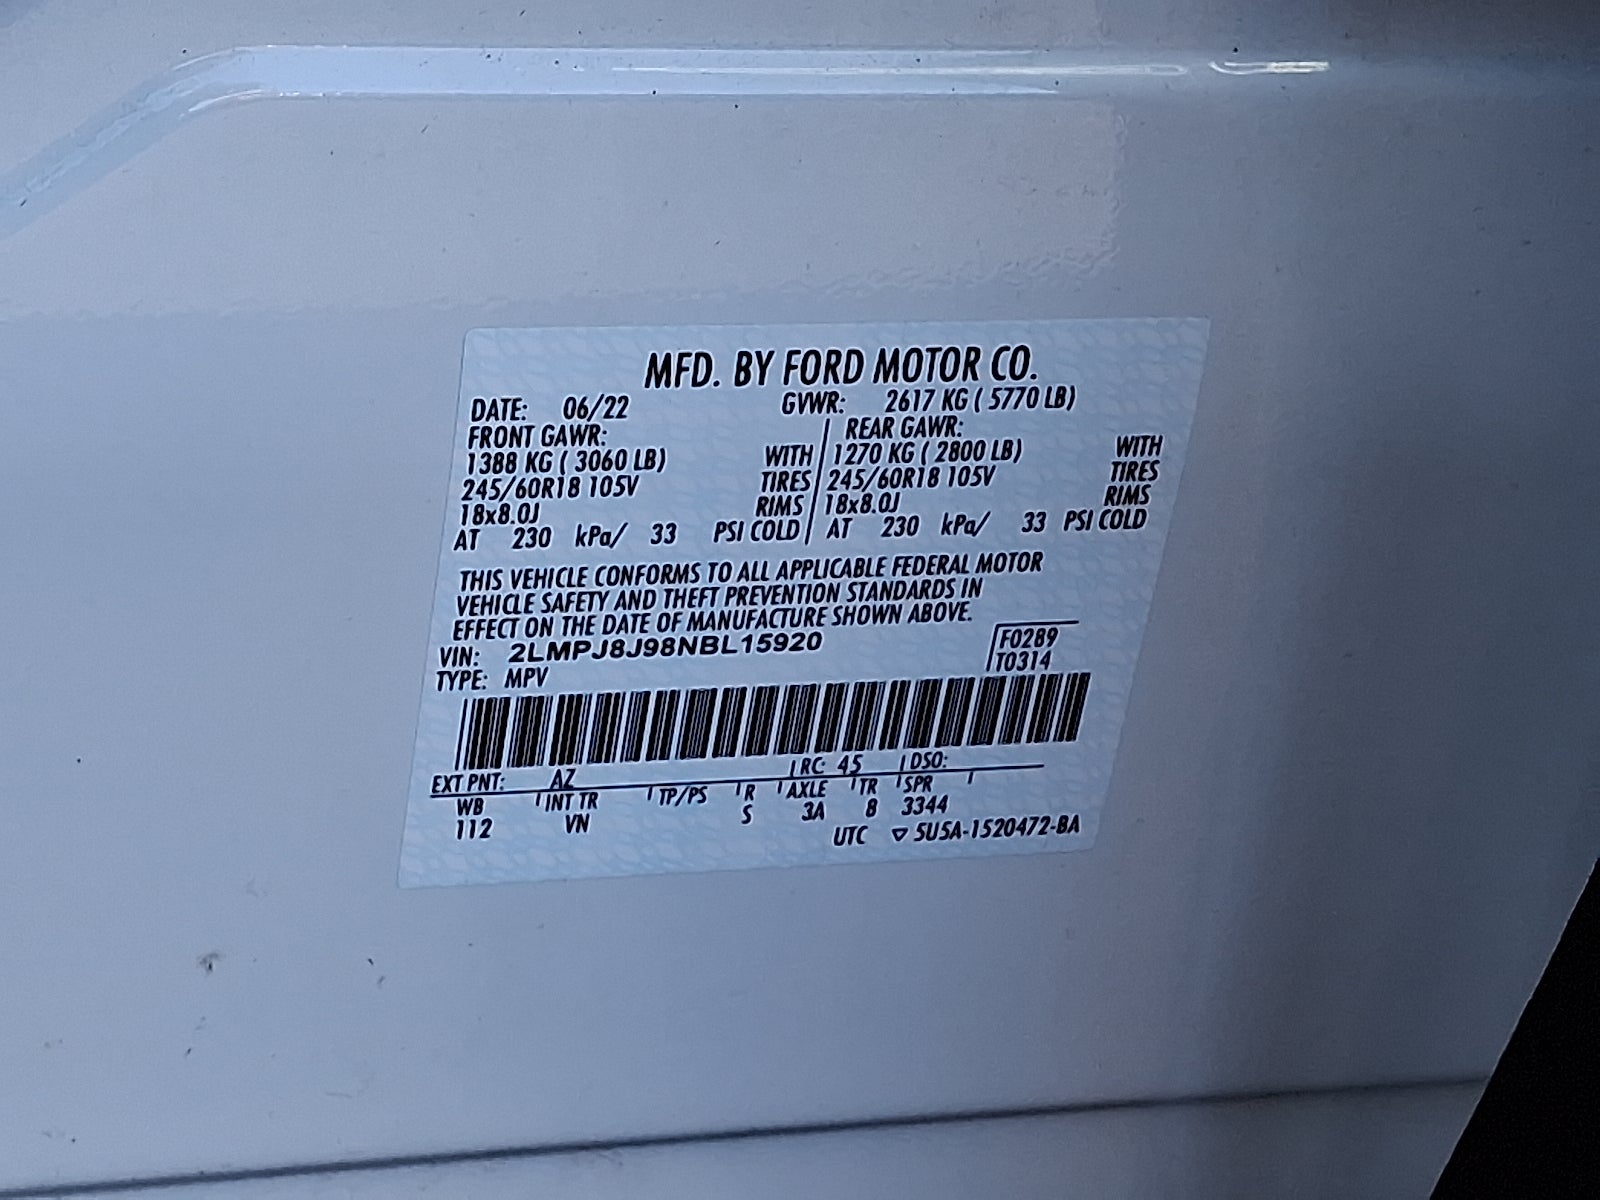 MFD. BY FORD MOTOR CO.
DATE: 06/22 GVWR: 2617 KG ( 5770 LB)
FRONT GAWR: REAR GAWR:
1388 KG ( 3060 LB) WITH 1270 KG ( 2800 LB) WITH
245/60R18 105V TIRES 245/60R18 105V TIRES
18x8.0J RIMS 18x8.0J RIMS
AT 230 kPa/ 33 PSI COLD AT 230 kPa/ 33 PSI COLD
THIS VEHICLE CONFORMS TO ALL APPLICABLE FEDERAL MOTOR
VEHICLE SAFETY AND THEFT PREVENTION STANDARDS IN
EFFECT ON THE DATE OF MANUFACTURE SHOWN ABOVE.
VIN: 2LMPJ8J98NBL15920 F0289
TYPE: MPV T0314
EXT PNT: AZ RC: 45 DSO:
WB INT TR TP/PS R AXLE TR SPR
112 VN S 3A 8 3344
UTC ▽ 5U5A-1520472-BA